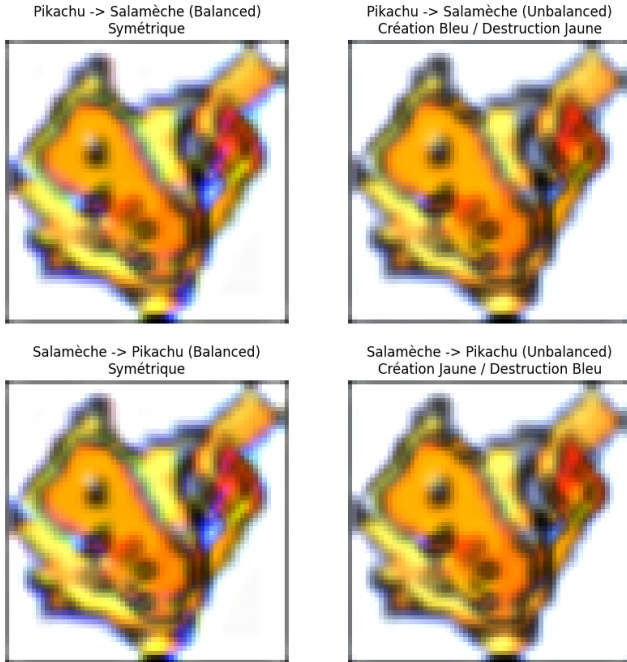 Pikachu -> Salamèche (Balanced)
Symétrique
Pikachu -> Salamèche (Unbalanced)
Création Bleu / Destruction Jaune
Salamèche -> Pikachu (Balanced)
Symétrique
Salamèche -> Pikachu (Unbalanced)
Création Jaune / Destruction Bleu